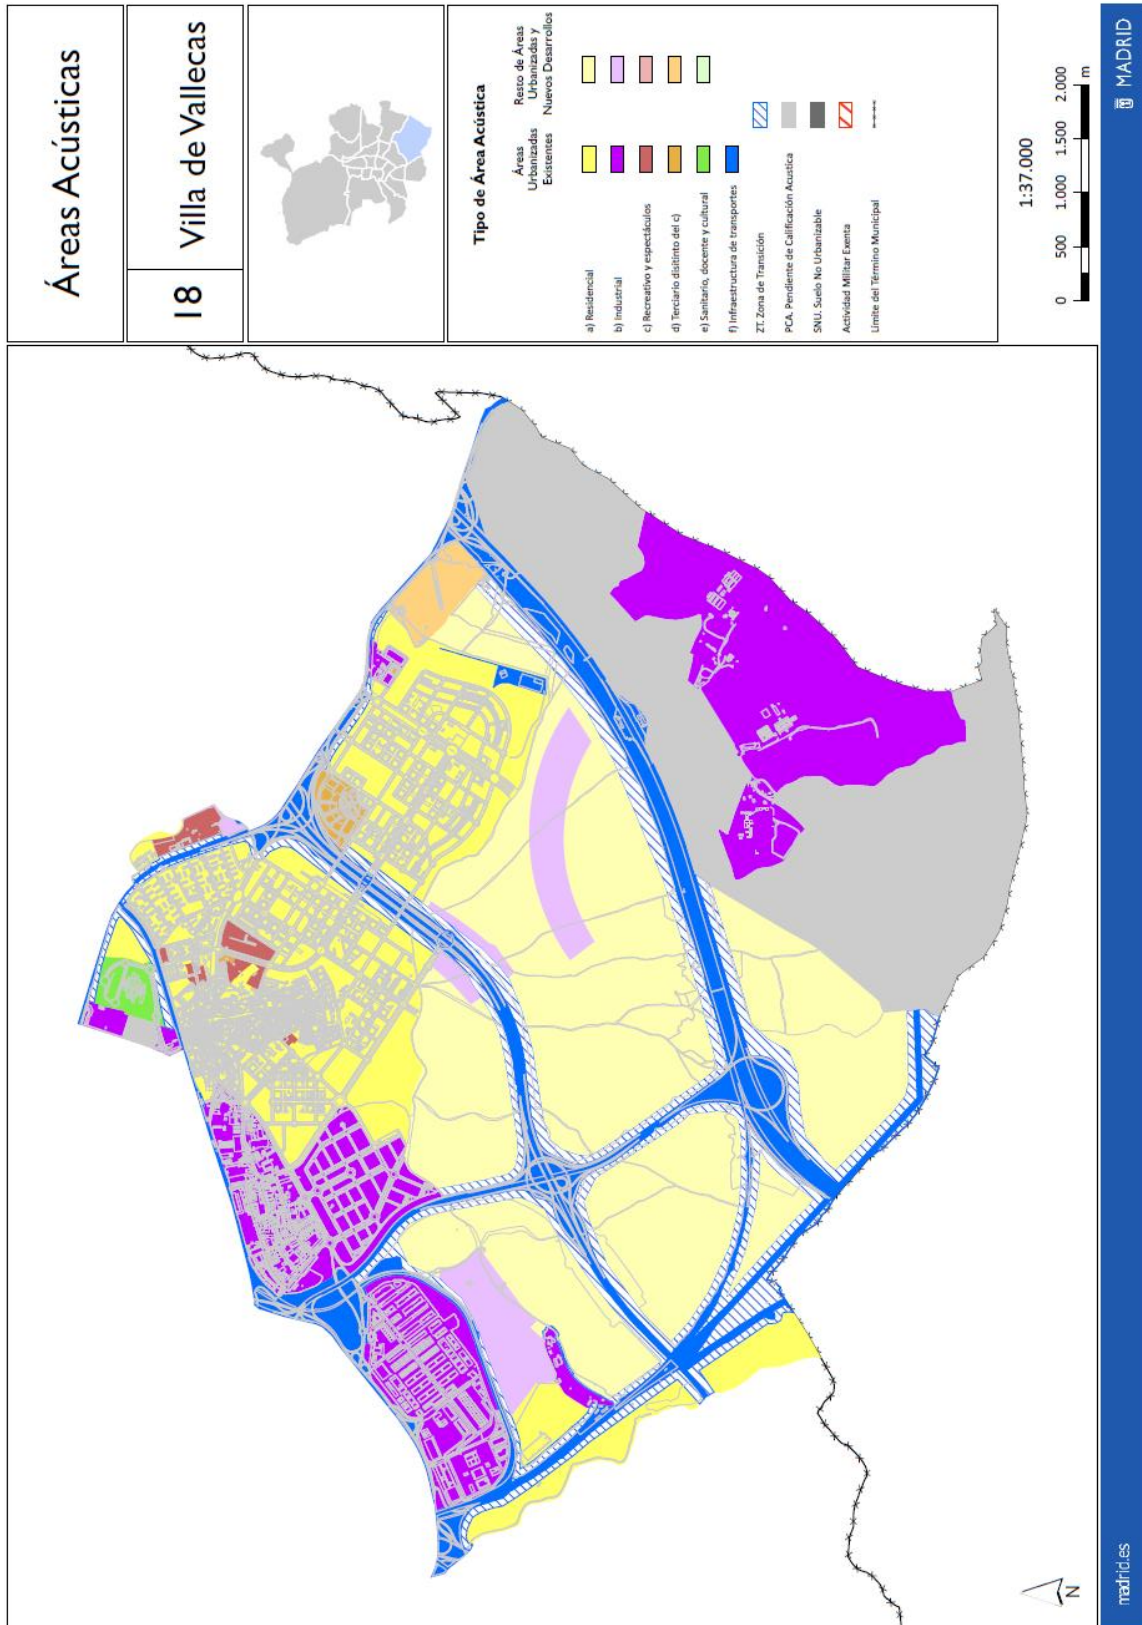 Áreas Acústicas
18
Villa de Vallecas
Tipo de Área Acústica
Áreas
Urbanizadas
Existentes
Resto de Áreas
Urbanizadas y
Nuevos Desarrollos
a) Residencial
b) Industrial
c) Recreativo y espectáculos
d) Terciario disitinto del c)
e) Sanitario, docente y cultural
f) Infraestructura de transportes
ZT. Zona de Transición
PCA. Pendiente de Calificación Acustica
SNU. Suelo No Urbanizable
Actividad Militar Exenta
Límite del Término Municipal
1:37.000
0 500 1.000 1.500 2.000
m
N
madrid.es
MADRID